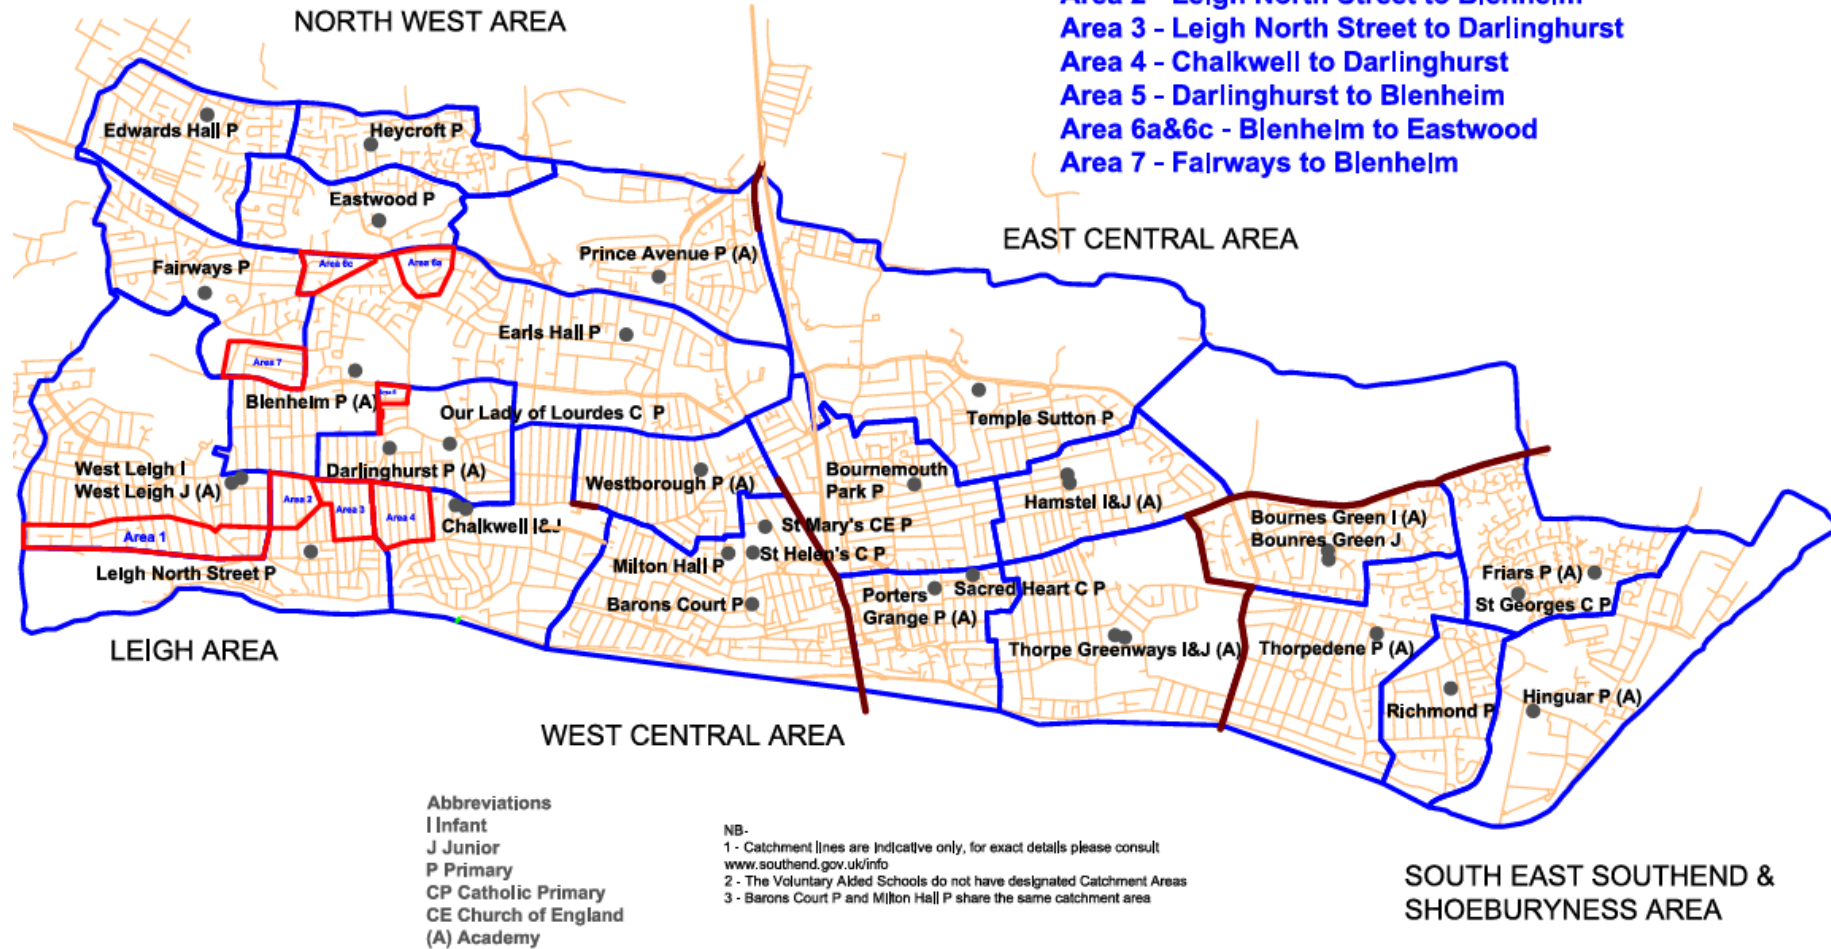 NORTH WEST AREA
Area 2 - Leigh North Street to Blenheim
Area 3 - Leigh North Street to Darlinghurst
Area 4 - Chalkwell to Darlinghurst
Area 5 - Darlinghurst to Blenheim
Area 6a&6c - Blenheim to Eastwood
Area 7 - Fairways to Blenheim
Edwards Hall P
Heycroft P
Eastwood P
EAST CENTRAL AREA
Prince Avenue P (A)
Fairways P
Area 6c
Area 6a
Earls Hall P
Area 7
Blenheim P (A)
Our Lady of Lourdes C P
Temple Sutton P
West Leigh I
West Leigh J (A)
Darlinghurst P (A)
Westborough P (A)
Bournemouth
Park P
Hamstel I&J (A)
Area 2
Area 3
Area 4
Area 1
Chalkwell I&J
St Mary's CE P
Bournes Green I (A)
Bounres Green J
Leigh North Street P
Milton Hall P
St Helen's C P
Friars P (A)
St Georges C P
Barons Court P
Porters
Grange P (A)
Sacred Heart C P
LEIGH AREA
Thorpe Greenways I&J (A)
Thorpedene P (A)
Richmond P
Hinguar P (A)
WEST CENTRAL AREA
Abbreviations
I Infant
J Junior
P Primary
CP Catholic Primary
CE Church of England
(A) Academy
NB-
1 - Catchment lines are indicative only, for exact details please consult
www.southend.gov.uk/info
2 - The Voluntary Aided Schools do not have designated Catchment Areas
3 - Barons Court P and Milton Hall P share the same catchment area
SOUTH EAST SOUTHEND &
SHOEBURYNESS AREA